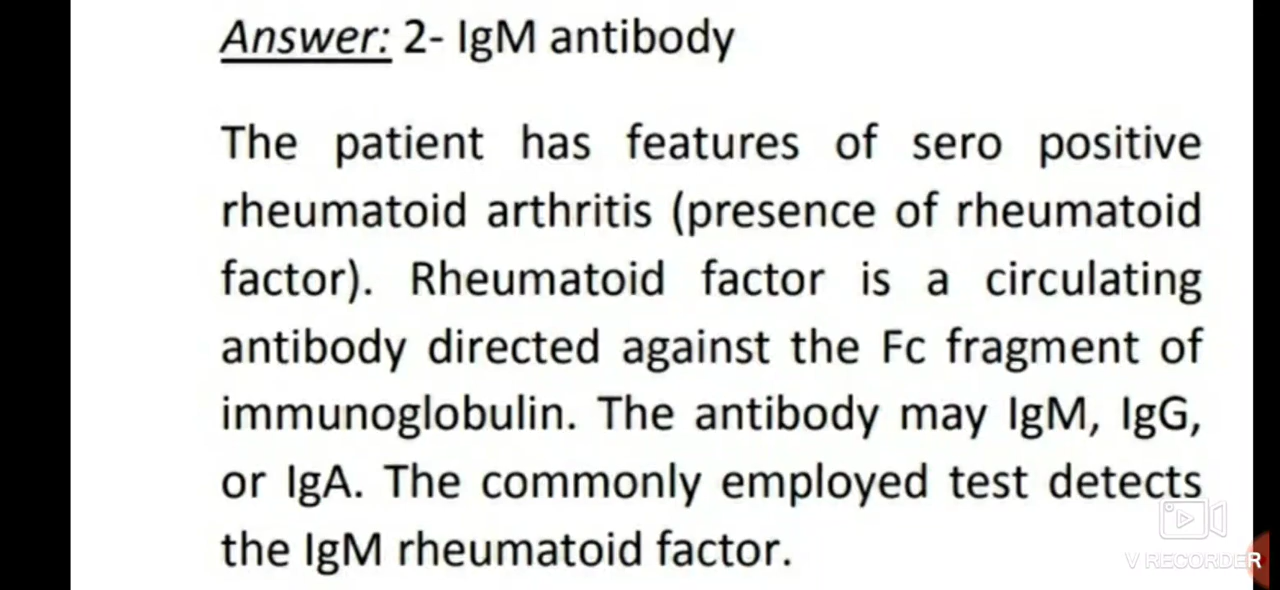 Answer: 2- IgM antibody
The patient has features of sero positive
rheumatoid arthritis (presence of rheumatoid
factor). Rheumatoid factor is a circulating
antibody directed against the Fc fragment of
immunoglobulin. The antibody may IgM, IgG,
or IgA. The commonly employed test detects
the IgM rheumatoid factor.
V RECORDER